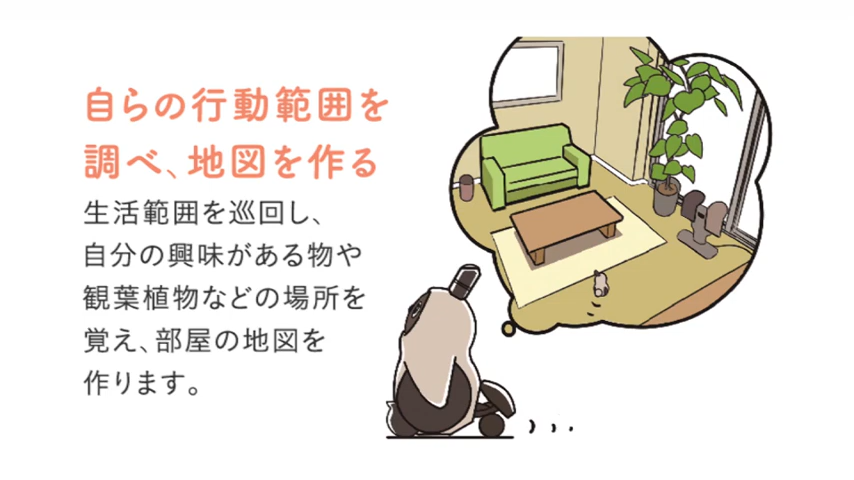 自らの行動範囲を
調べ、地図を作る
生活範囲を巡回し、
自分の興味がある物や
観葉植物などの場所を
覚え、部屋の地図を
作ります。